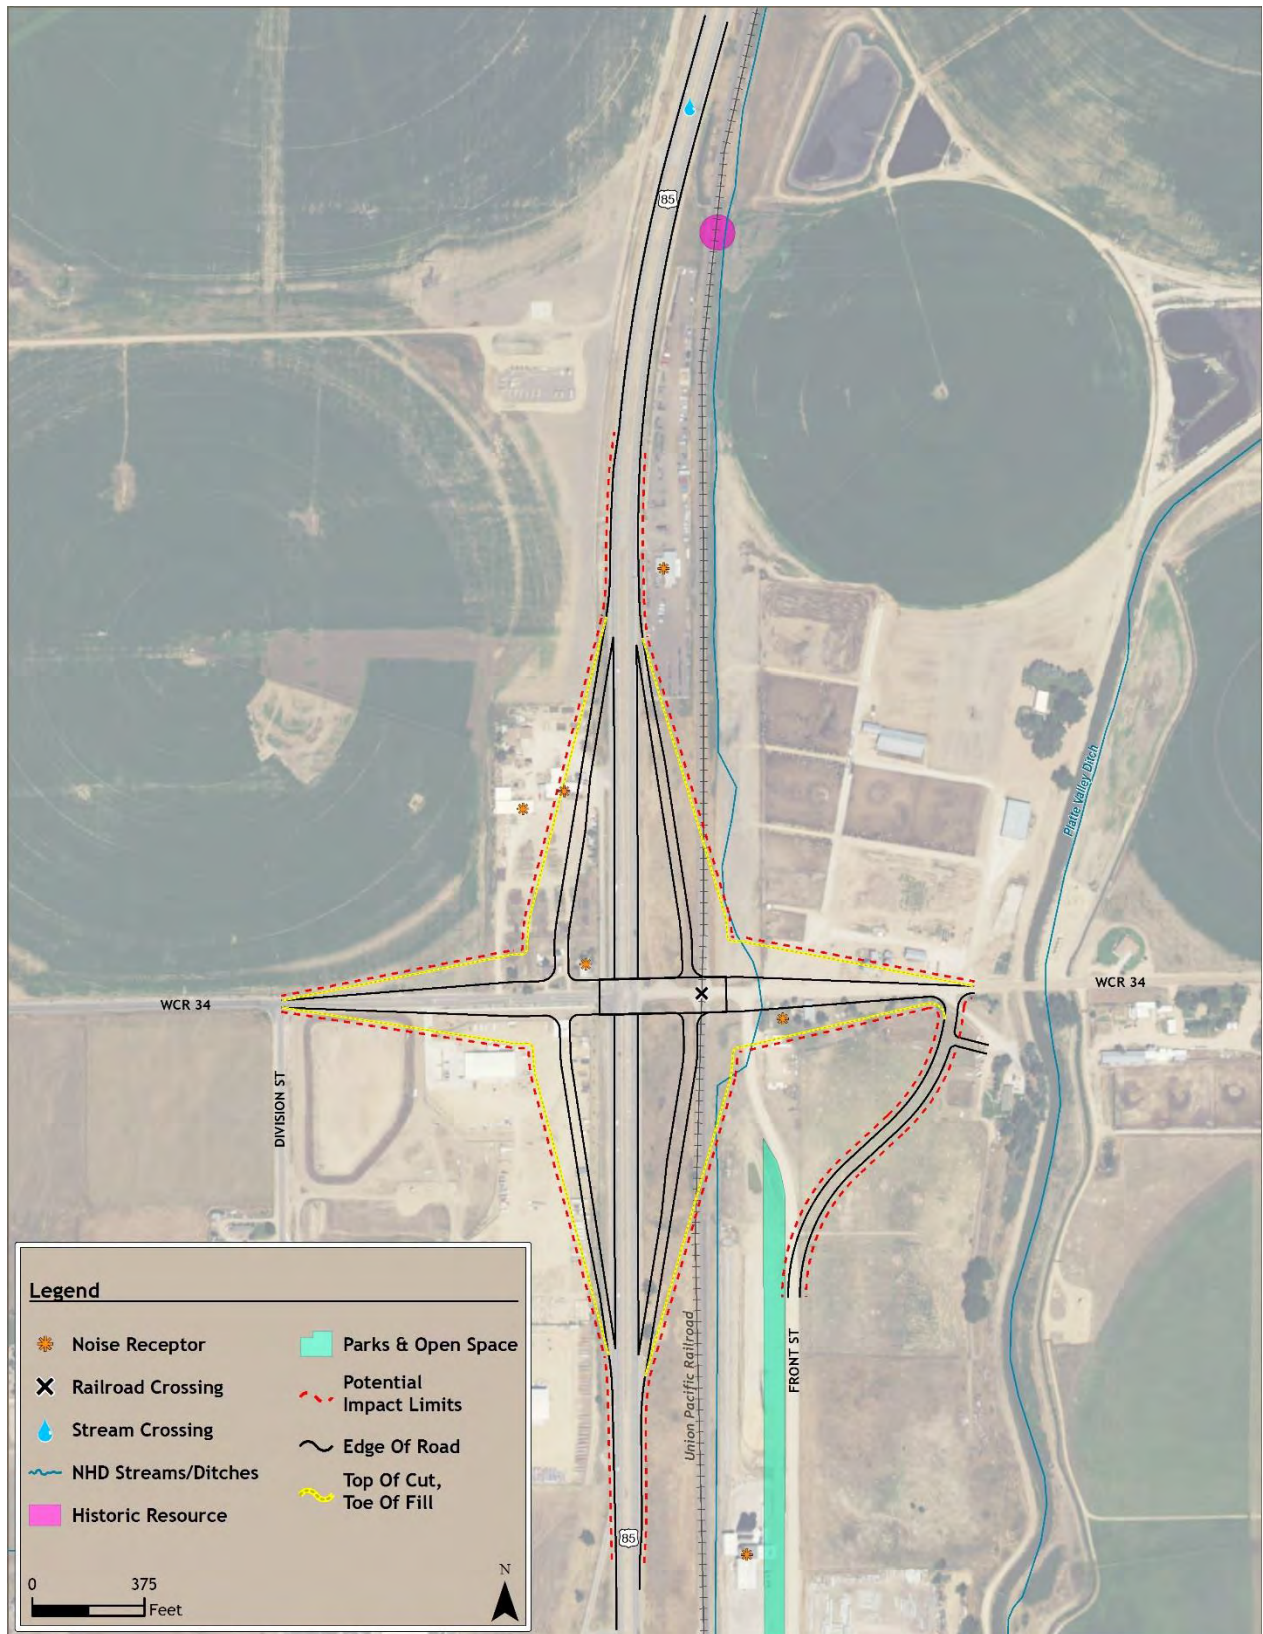 85
Platte Valley Ditch
WCR 34
WCR 34
DIVISION ST
Union Pacific Railroad
FRONT ST
85
Legend
Noise Receptor
Railroad Crossing
Stream Crossing
NHD Streams/Ditches
Historic Resource
Parks & Open Space
Potential
Impact Limits
Edge Of Road
Top Of Cut,
Toe Of Fill
0 375
Feet
N